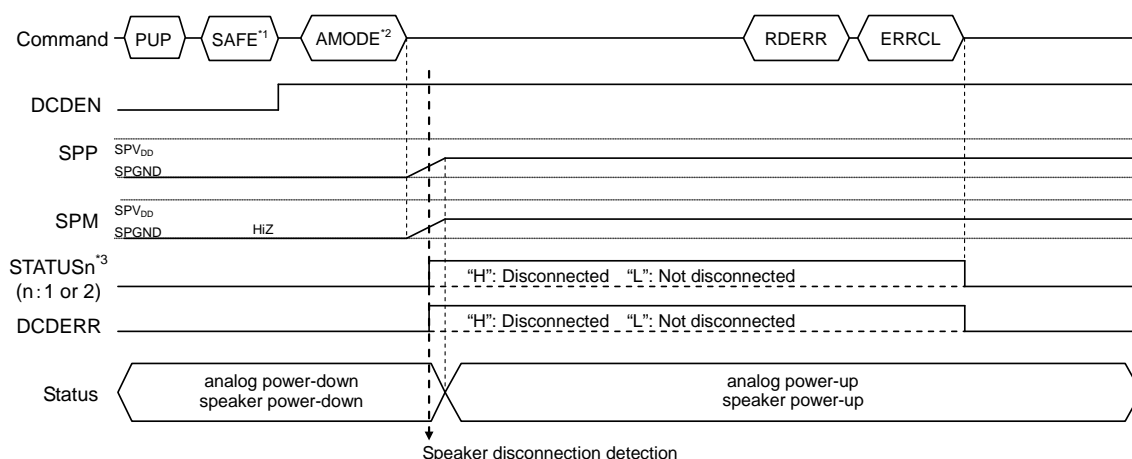 Command PUP SAFE*1 AMODE*2 RDERR ERRCL
DCDEN
SPP SPVDD
SPGND
SPM SPVDD
SPGND HiZ
STATUSn*3 “H”: Disconnected “L”: Not disconnected
(n:1 or 2)
DCDERR “H”: Disconnected “L”: Not disconnected
Status analog power-down analog power-up
speaker power-down speaker power-up
Speaker disconnection detection